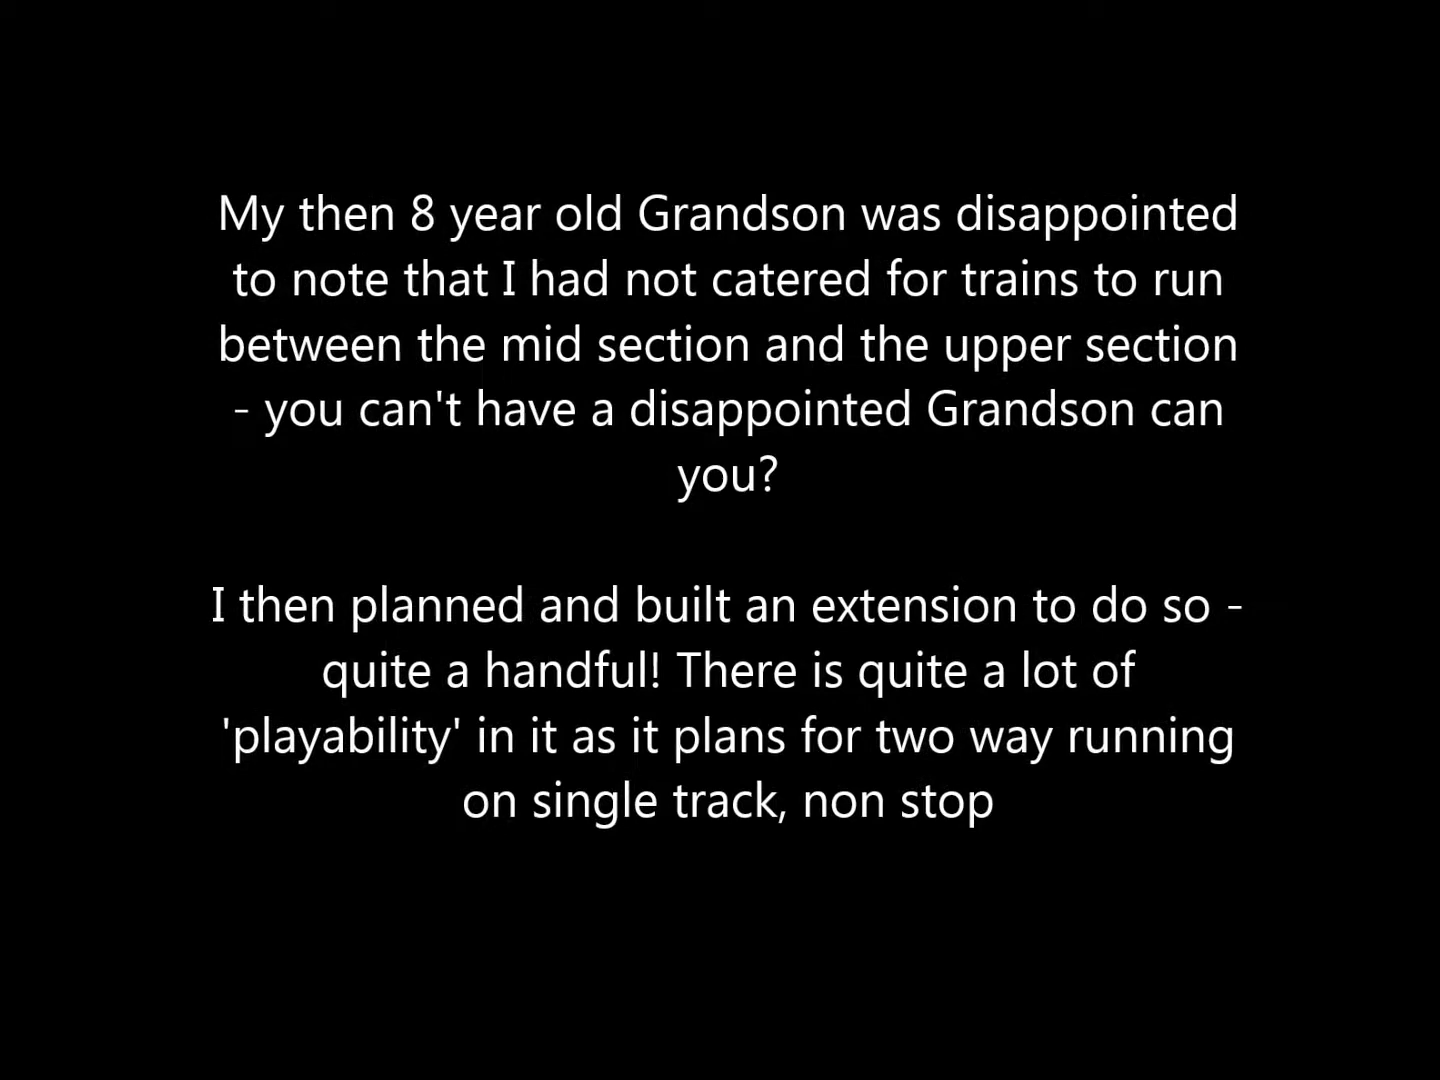 My then 8 year old Grandson was disappointed
to note that I had not catered for trains to run
between the mid section and the upper section
- you can't have a disappointed Grandson can
you?
I then planned and built an extension to do so -
quite a handful! There is quite a lot of
'playability' in it as it plans for two way running
on single track, non stop